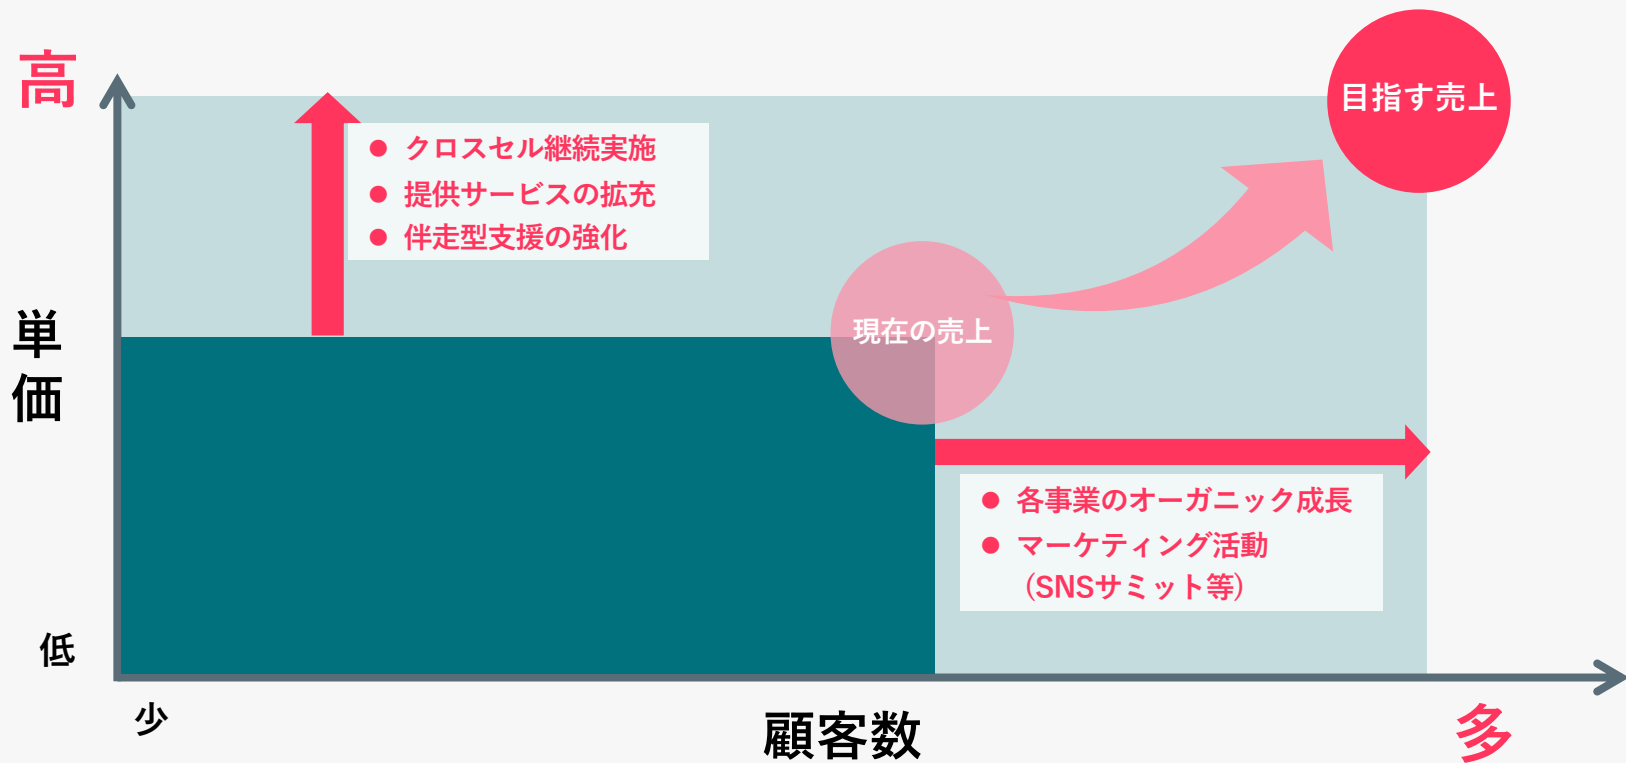 高
目指す売上
● クロスセル継続実施
● 提供サービスの拡充
● 伴走型支援の強化
単価
現在の売上
● 各事業のオーガニック成長
● マーケティング活動
(SNSサミット等)
低
少
顧客数
多